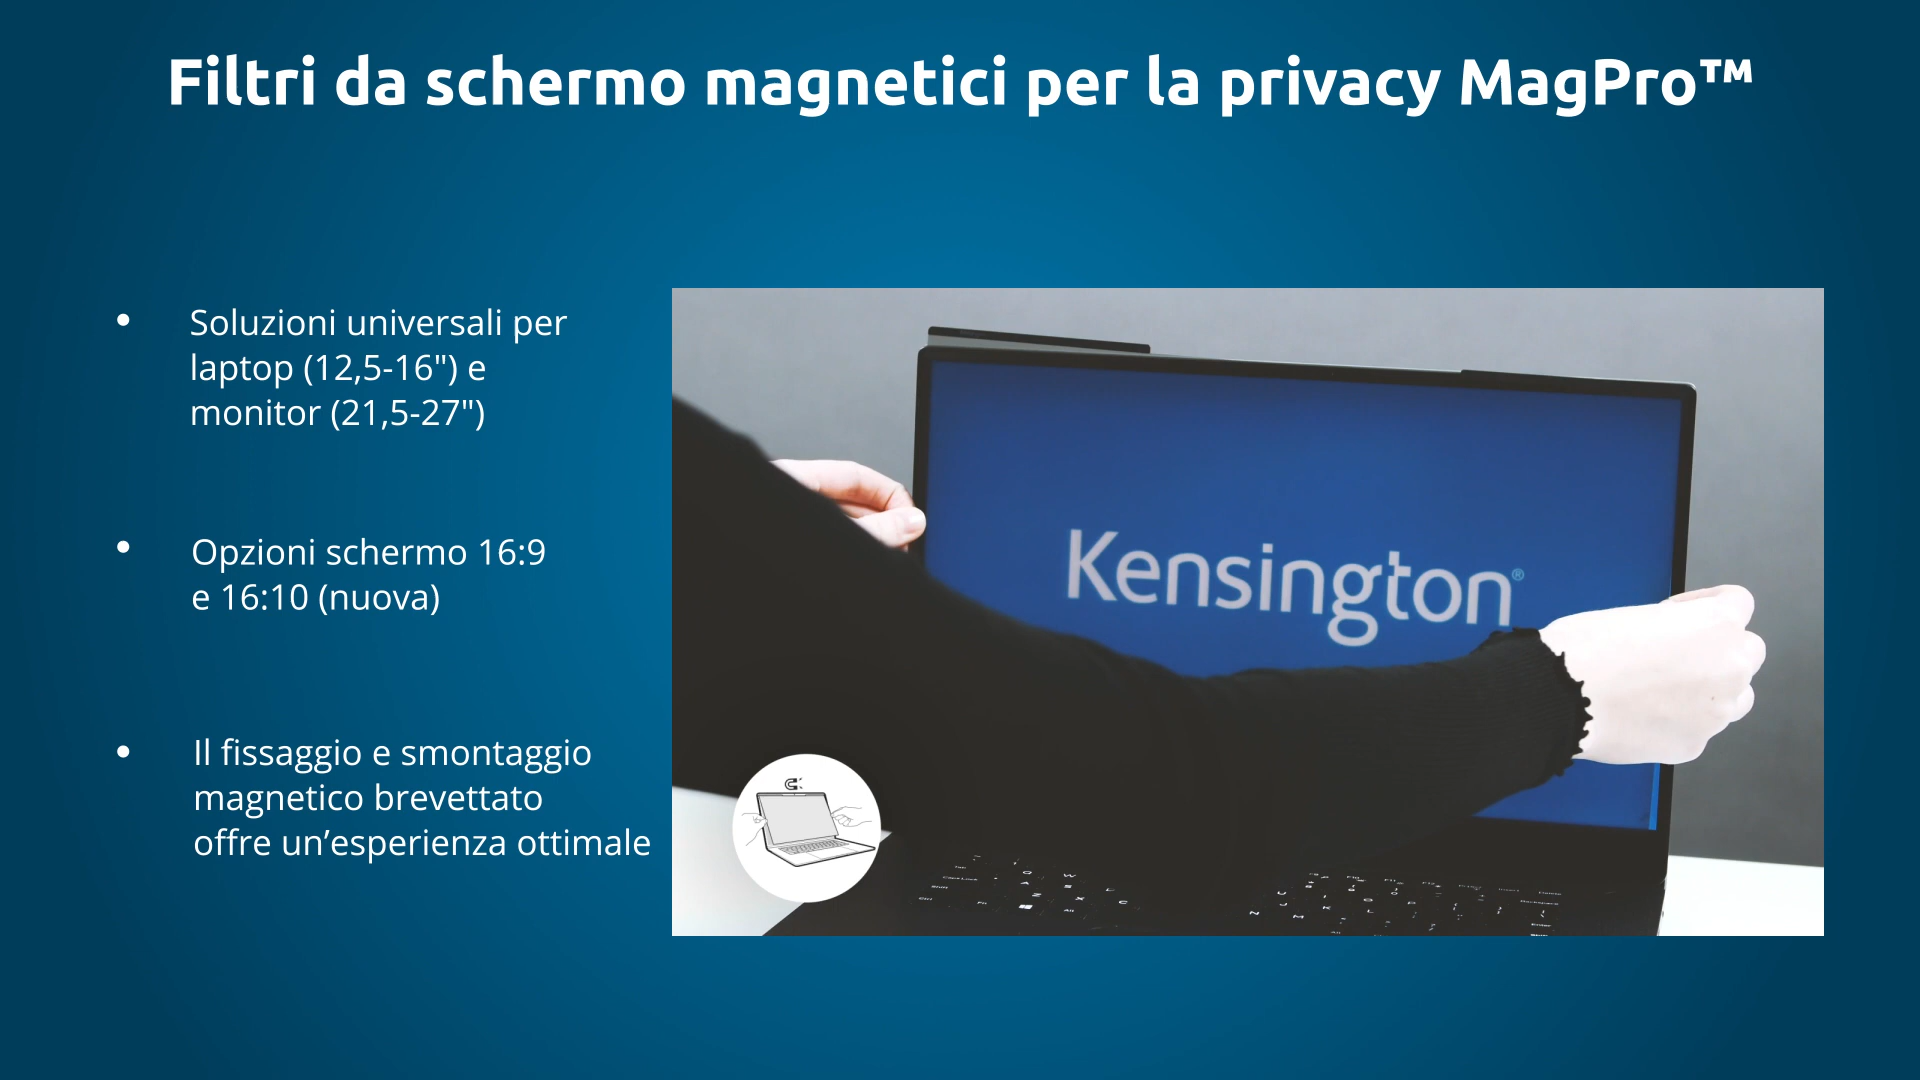 Filtri da schermo magnetici per la privacy MagPro™
• Soluzioni universali per
laptop (12,5-16") e
monitor (21,5-27")
• Opzioni schermo 16:9
e 16:10 (nuova)
• Il fissaggio e smontaggio
magnetico brevettato
offre un’esperienza ottimale
Kensington®